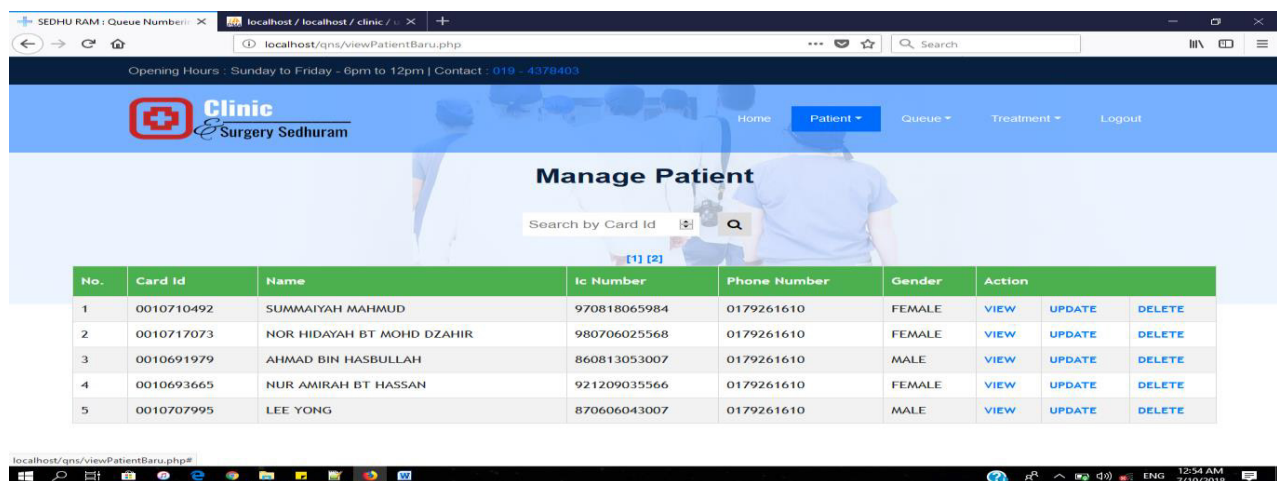 SEDHU RAM : Queue Numberin localhost / localhost / clinic / u
localhost/qns/viewPatientBaru.php Search
Opening Hours : Sunday to Friday - 6pm to 12pm | Contact : 019 - 4378403
Clinic
& Surgery Sedhuram
Home Patient Queue Treatment Logout
Manage Patient
Search by Card Id
[1] [2]
No. Card Id Name Ic Number Phone Number Gender Action
1 0010710492 SUMMAIYAH MAHMUD 970818065984 0179261610 FEMALE VIEW UPDATE DELETE
2 0010717073 NOR HIDAYAH BT MOHD DZAHIR 980706025568 0179261610 FEMALE VIEW UPDATE DELETE
3 0010691979 AHMAD BIN HASBULLAH 860813053007 0179261610 MALE VIEW UPDATE DELETE
4 0010693665 NUR AMIRAH BT HASSAN 921209035566 0179261610 FEMALE VIEW UPDATE DELETE
5 0010707995 LEE YONG 870606043007 0179261610 MALE VIEW UPDATE DELETE
localhost/qns/viewPatientBaru.php#
ENG 12:54 AM
7/10/2018